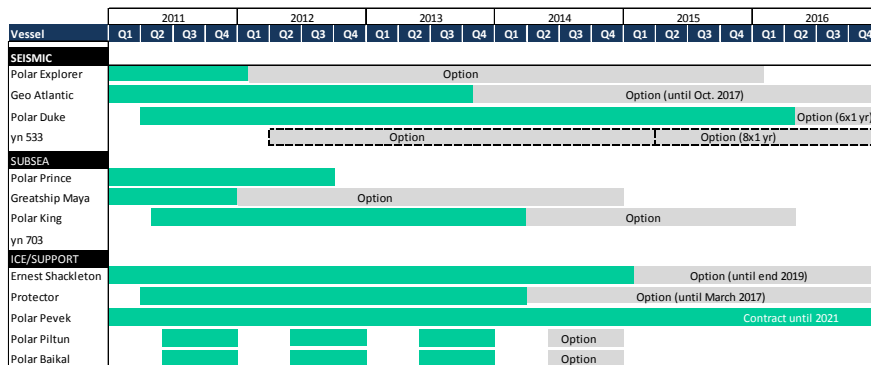 2011 2012 2013 2014 2015 2016
Vessel Q1 Q2 Q3 Q4 Q1 Q2 Q3 Q4 Q1 Q2 Q3 Q4 Q1 Q2 Q3 Q4 Q1 Q2 Q3 Q4 Q1 Q2 Q3 Q4
SEISMIC
Polar Explorer Option
Geo Atlantic Option (until Oct. 2017)
Polar Duke Option (6x1 yr)
yn 533 Option Option (8x1 yr)
SUBSEA
Polar Prince
Greatship Maya Option
Polar King Option
yn 703
ICE/SUPPORT
Ernest Shackleton Option (until end 2019)
Protector Option (until March 2017)
Polar Pevek Contract until 2021
Polar Piltun Option
Polar Baikal Option